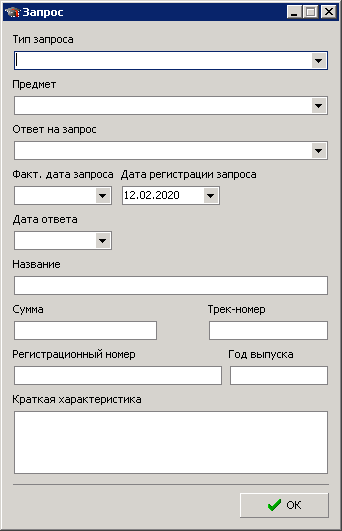 Запрос
Тип запроса
Предмет
Ответ на запрос
Факт. дата запроса Дата регистрации запроса
12.02.2020
Дата ответа
Название
Сумма Трек-номер
Регистрационный номер Год выпуска
Краткая характеристика
OK